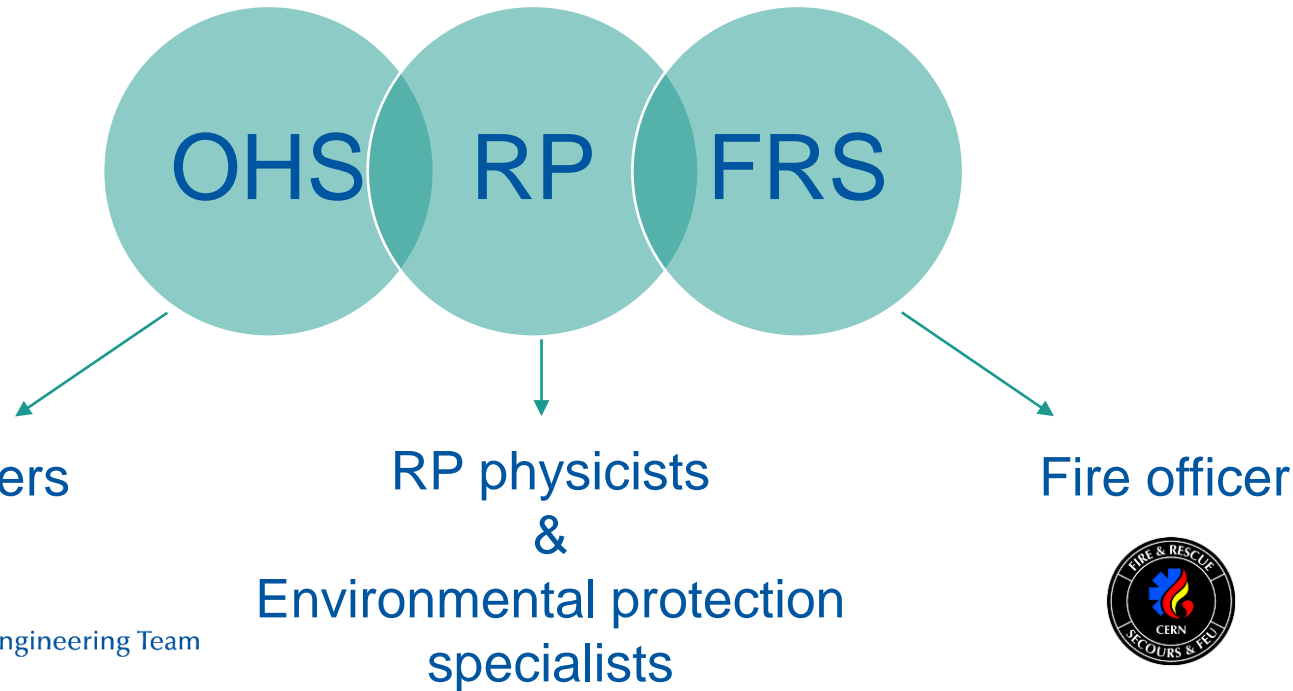 OHS RP FRS
ers
RP physicists
&
Environmental protection
specialists
Fire officer
ngineering Team
FIRE & RESCUE
CERN
SECOURS & FEU